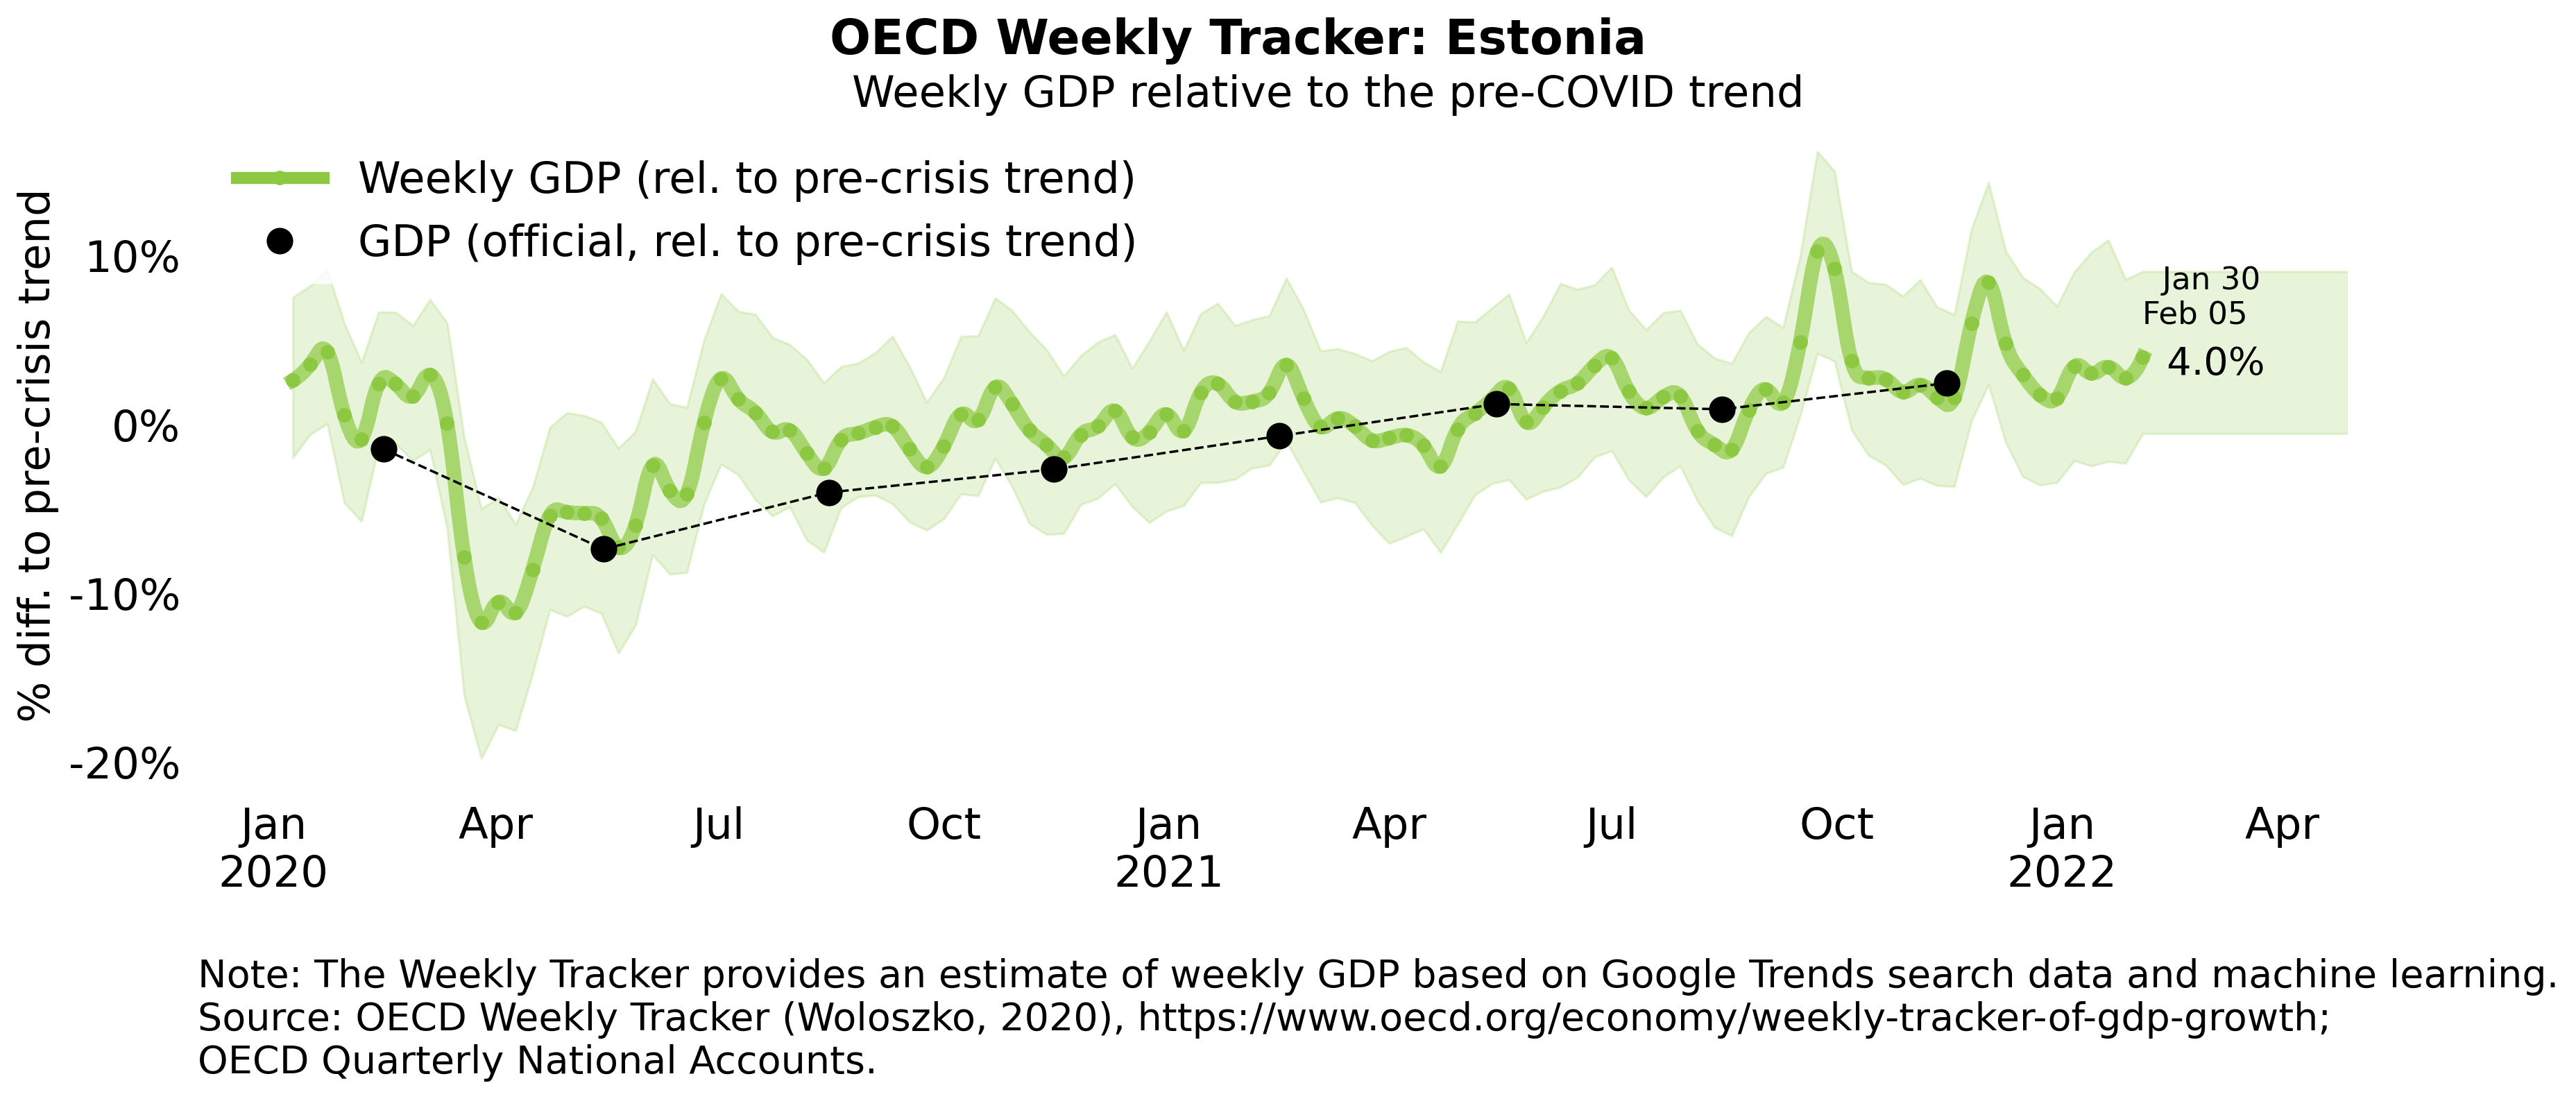 OECD Weekly Tracker: Estonia
Weekly GDP relative to the pre-COVID trend
Weekly GDP (rel. to pre-crisis trend)
GDP (official, rel. to pre-crisis trend)
% diff. to pre-crisis trend
10%
0%
-10%
-20%
Jan 30
Feb 05
4.0%
Jan Apr Jul Oct Jan Apr Jul Oct Jan Apr
2020 2021 2022
Note: The Weekly Tracker provides an estimate of weekly GDP based on Google Trends search data and machine learning.
Source: OECD Weekly Tracker (Woloszko, 2020), https://www.oecd.org/economy/weekly-tracker-of-gdp-growth;
OECD Quarterly National Accounts.